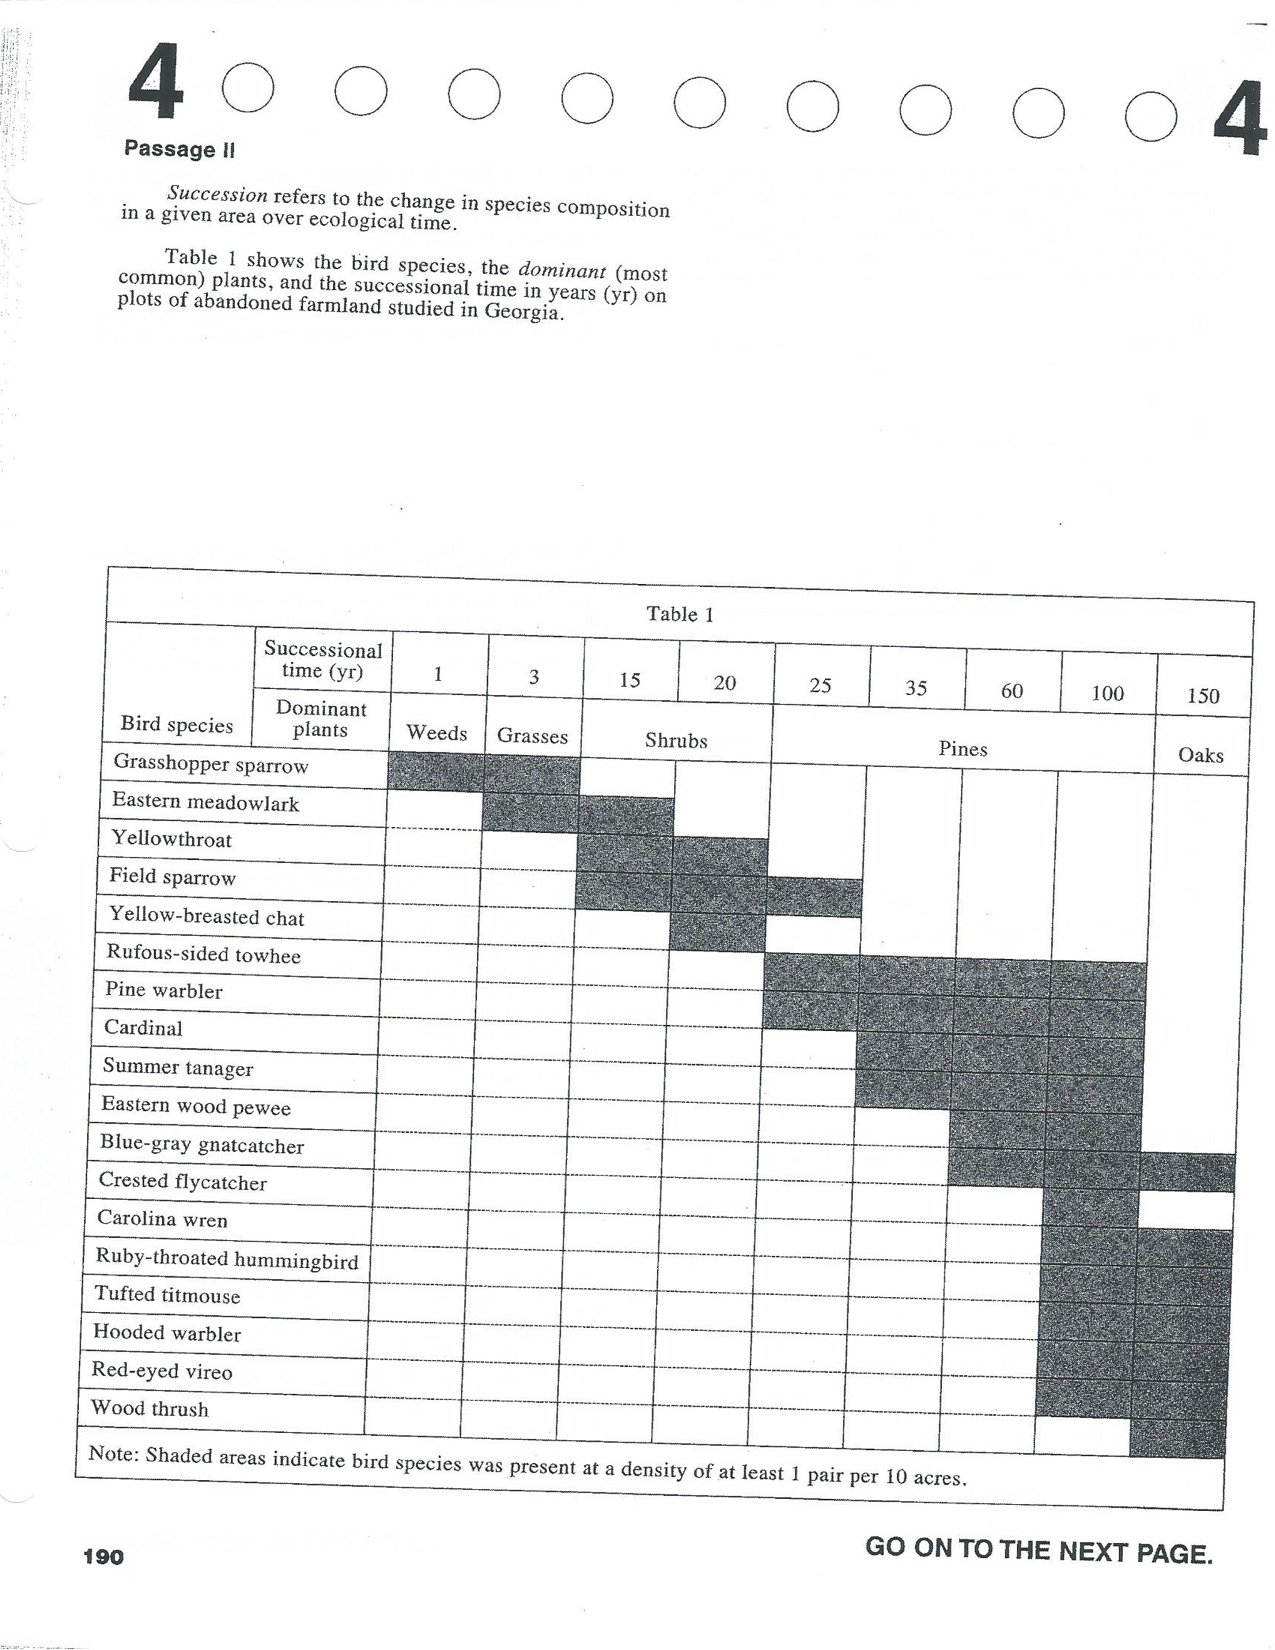 4 4
Passage II
Succession refers to the change in species composition
in a given area over ecological time.
Table 1 shows the bird species, the dominant (most
common) plants, and the successional time in years (yr) on
plots of abandoned farmland studied in Georgia.
Table 1
Successional
time (yr)
1 3 15 20 25 35 60 100 150
Bird species
Dominant
plants
Weeds Grasses Shrubs Pines Oaks
Grasshopper sparrow
Eastern meadowlark
Yellowthroat
Field sparrow
Yellow-breasted chat
Rufous-sided towhee
Pine warbler
Cardinal
Summer tanager
Eastern wood pewee
Blue-gray gnatcatcher
Crested flycatcher
Carolina wren
Ruby-throated hummingbird
Tufted titmouse
Hooded warbler
Red-eyed vireo
Wood thrush
Note: Shaded areas indicate bird species was present at a density of at least 1 pair per 10 acres.
190
GO ON TO THE NEXT PAGE.